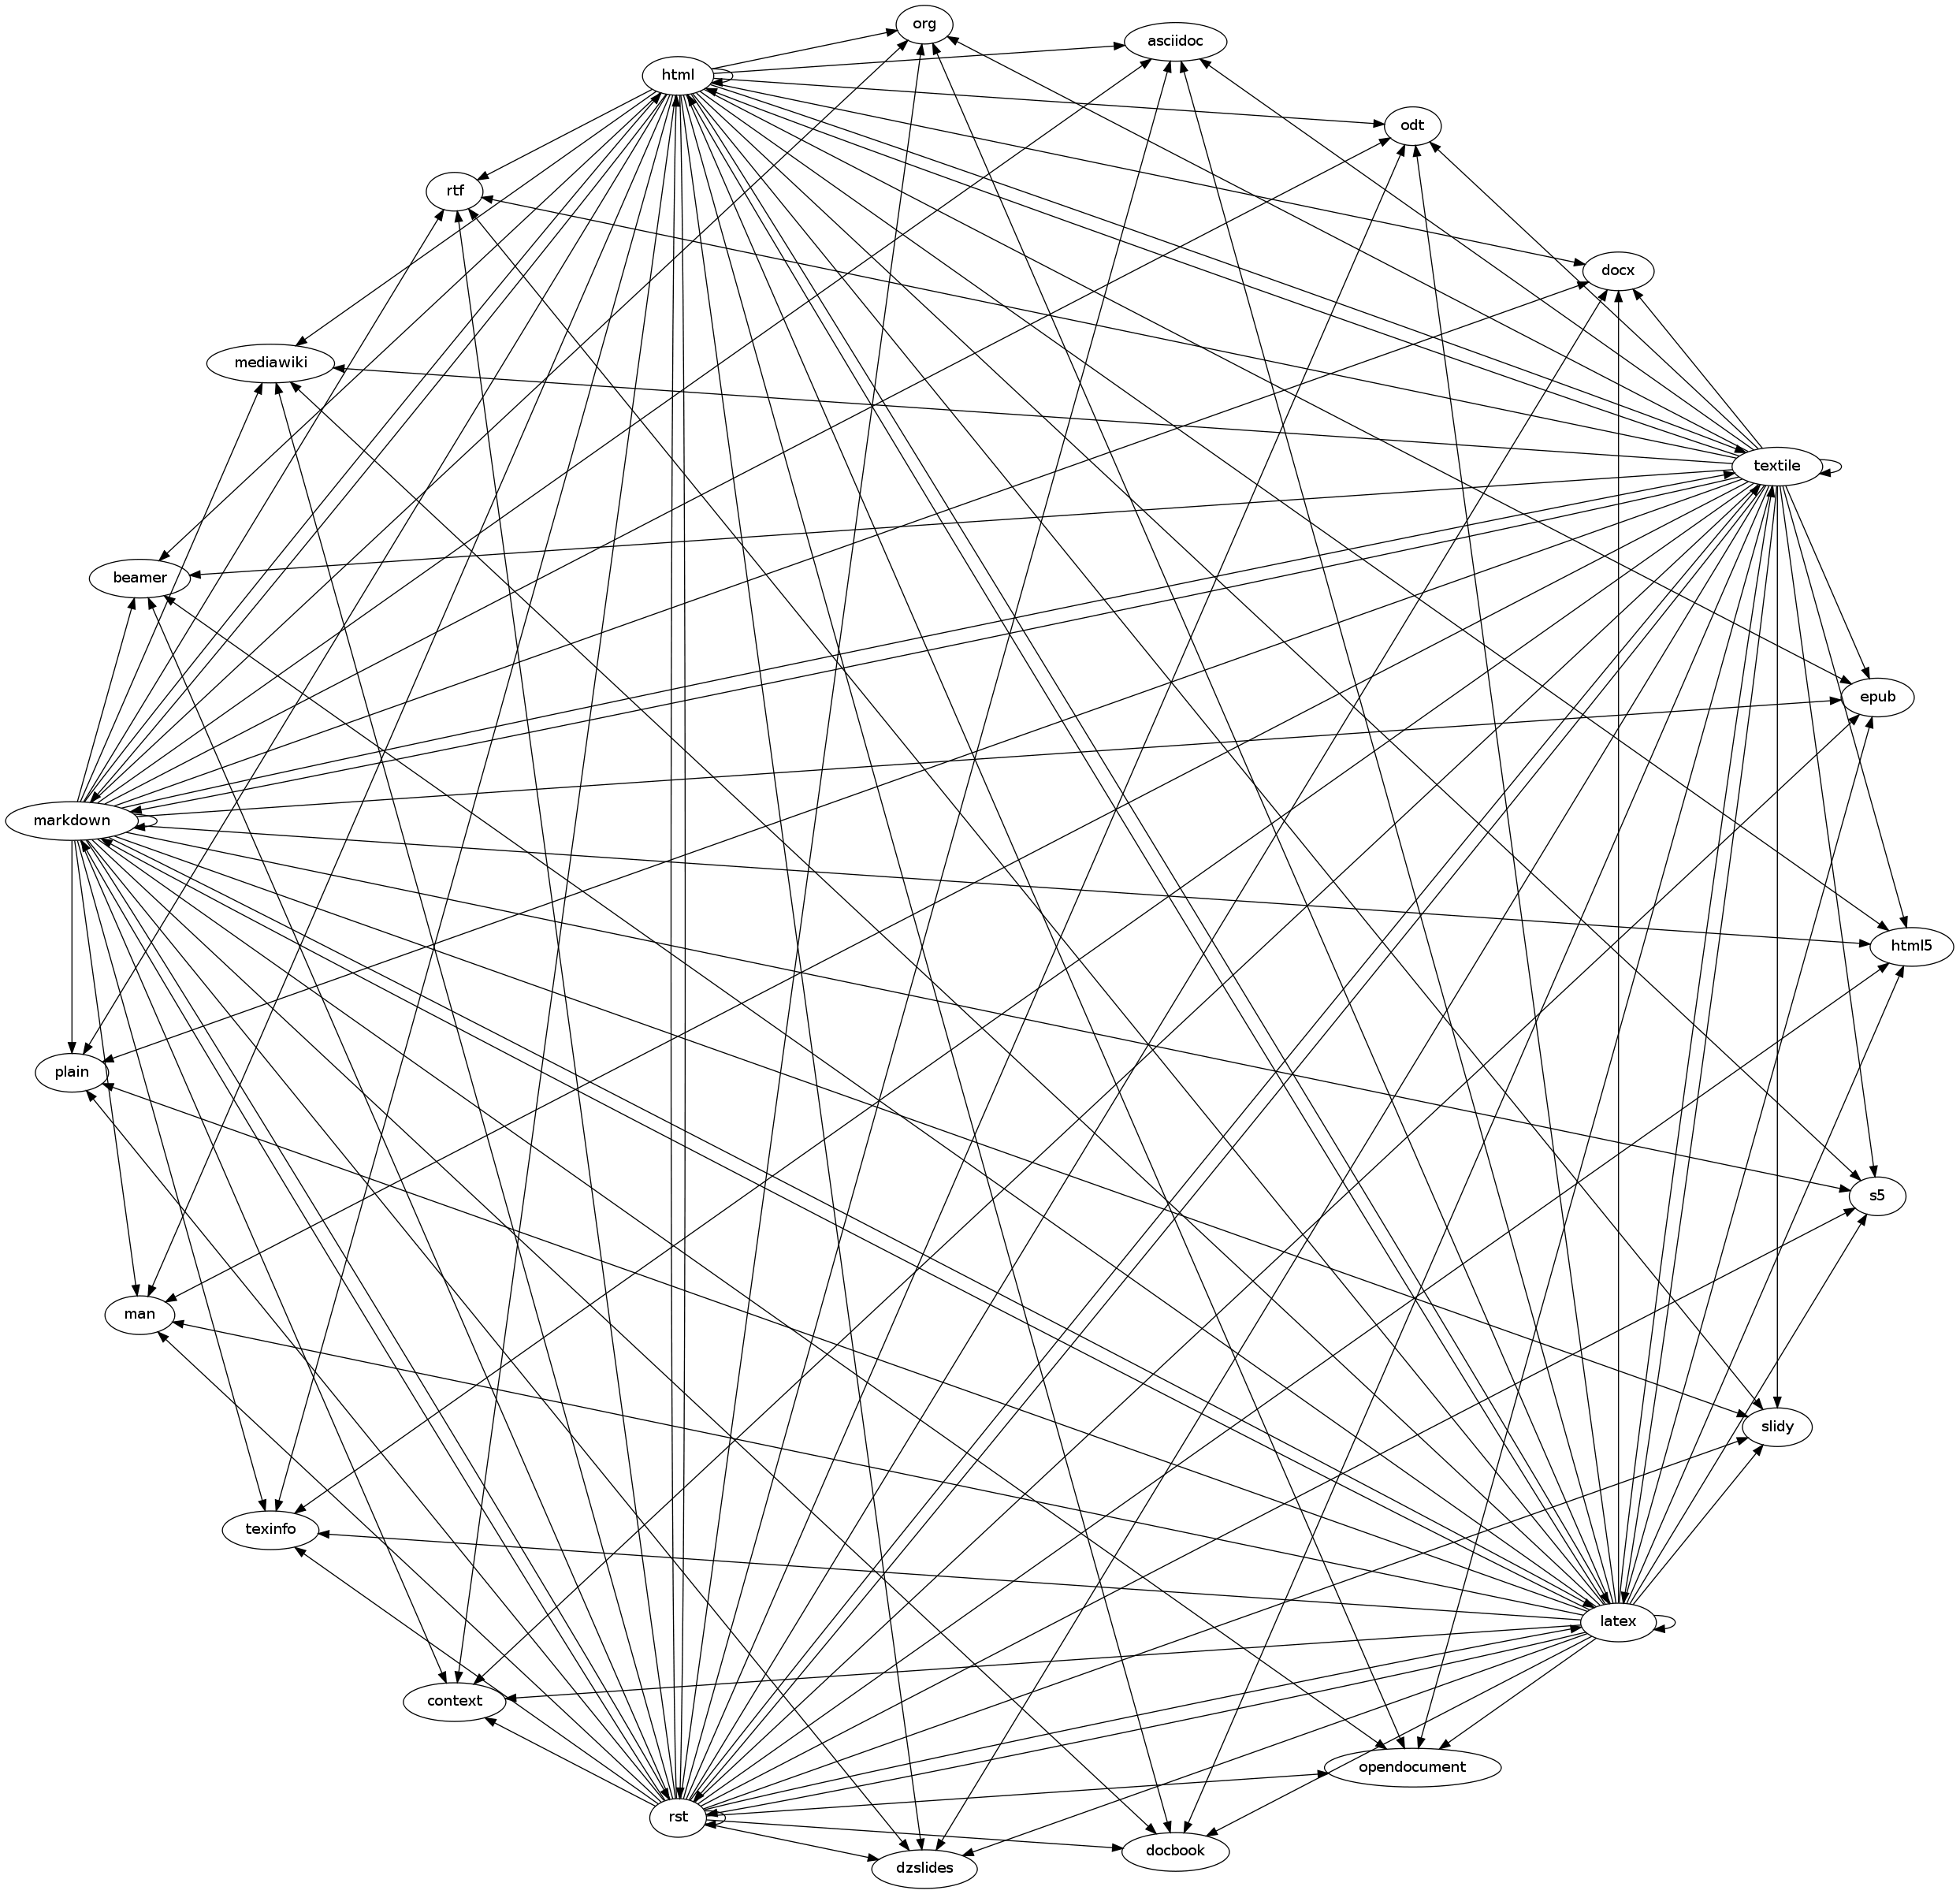 org
asciidoc
html
odt
rtf
docx
mediawiki
textile
beamer
epub
markdown
html5
plain
s5
man
slidy
texinfo
latex
context
opendocument
rst
docbook
dzslides